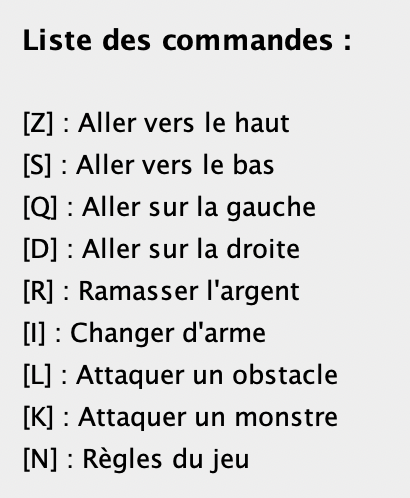 Liste des commandes :
[Z] : Aller vers le haut
[S] : Aller vers le bas
[Q] : Aller sur la gauche
[D] : Aller sur la droite
[R] : Ramasser l'argent
[I] : Changer d'arme
[L] : Attaquer un obstacle
[K] : Attaquer un monstre
[N] : Règles du jeu